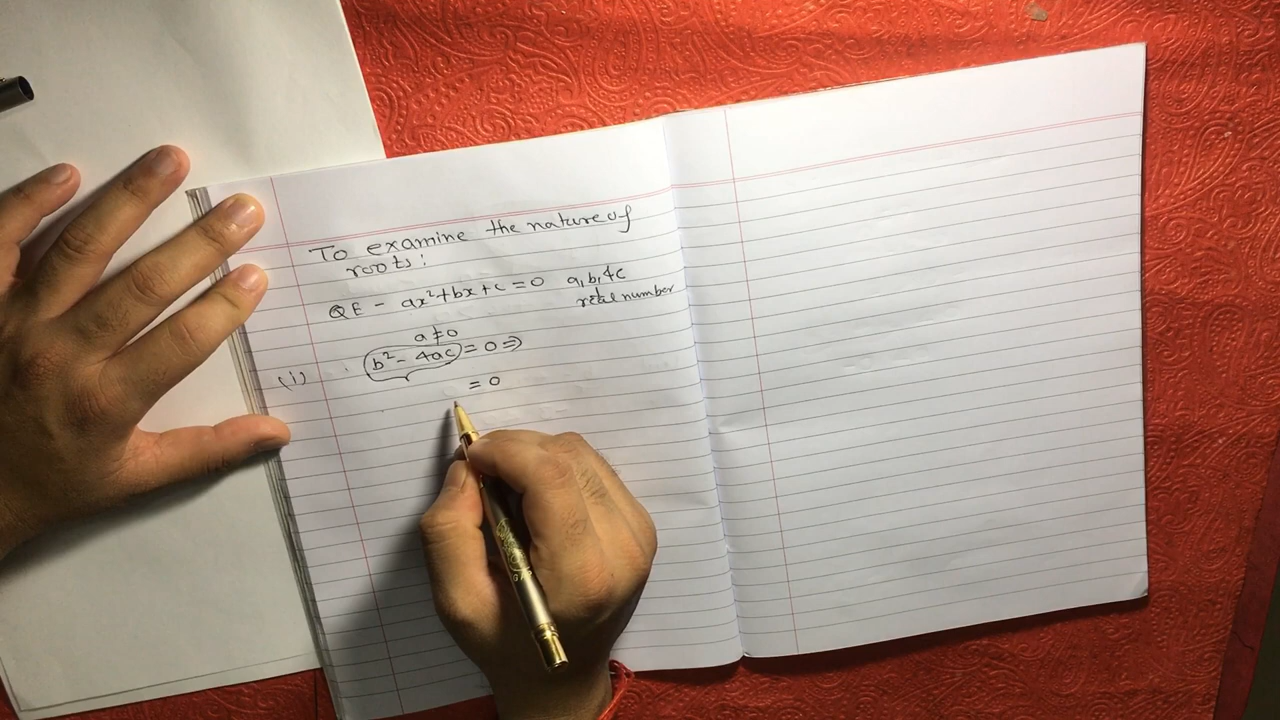 To examine the nature of
roots:
QE - ax²+bx+c=0 a, b, & c
real number
a≠0
(i) b² - 4ac = 0 ⇒
= 0